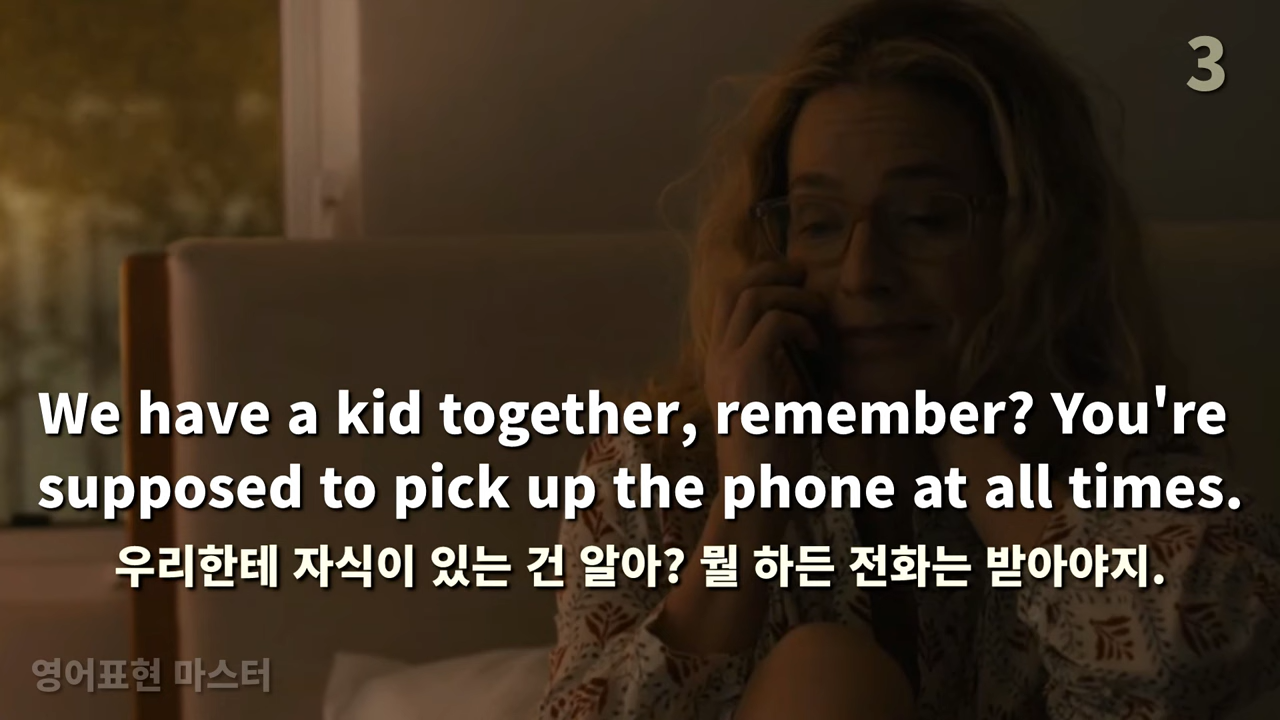 3
We have a kid together, remember? You're
supposed to pick up the phone at all times.
우리한테 자식이 있는 건 알아? 뭘 하든 전화는 받아야지.
영어표현 마스터